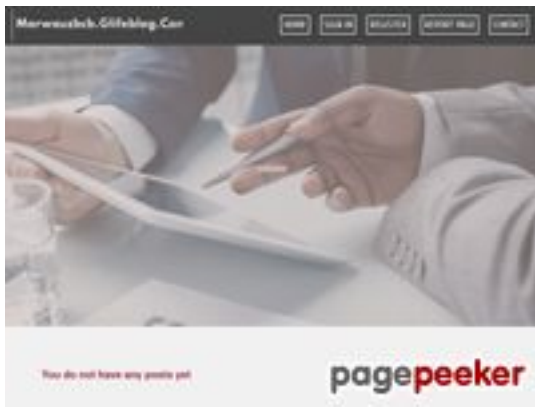 HOME
SIGN IN
REGISTER
REPORT PAGE
CONTACT
You do not have any posts yet
pagepeeker